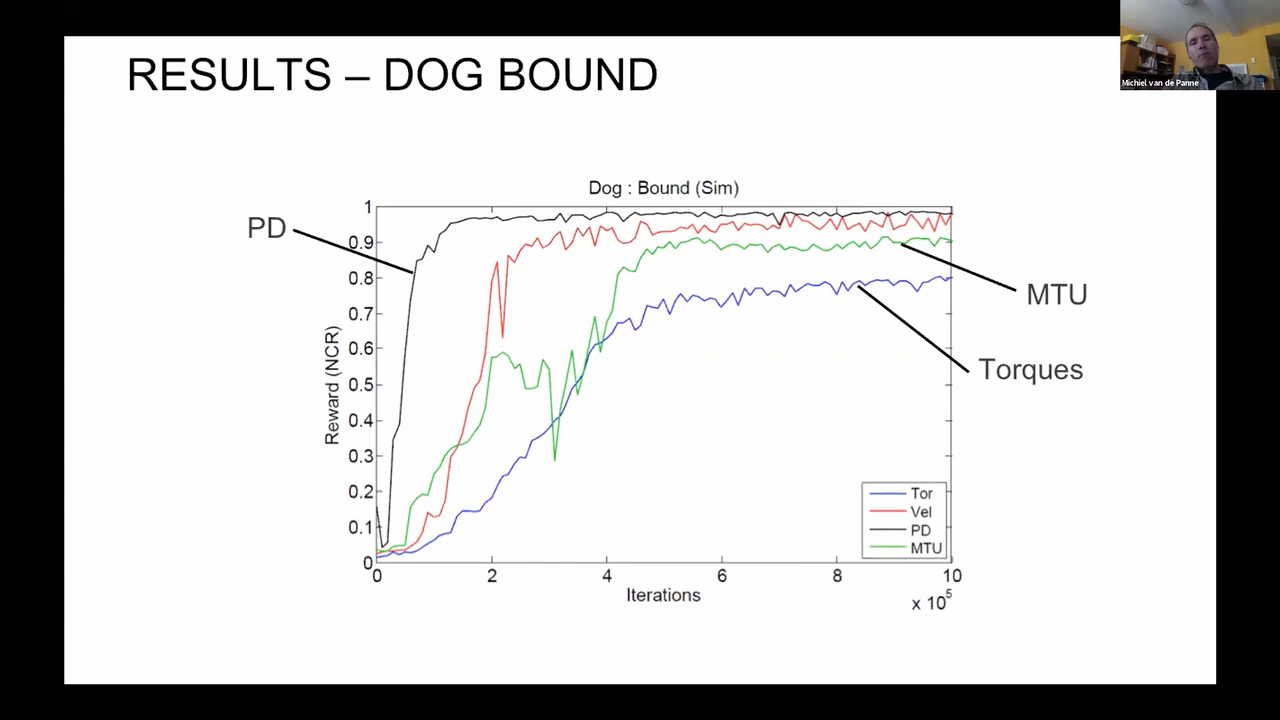 RESULTS – DOG BOUND
Michiel van de Panne
Dog : Bound (Sim)
PD
MTU
Torques
Reward (NCR)
1
0.9
0.8
0.7
0.6
0.5
0.4
0.3
0.2
0.1
0
0 2 4 6 8 10
Iterations
x 10^5
Tor
Vel
PD
MTU